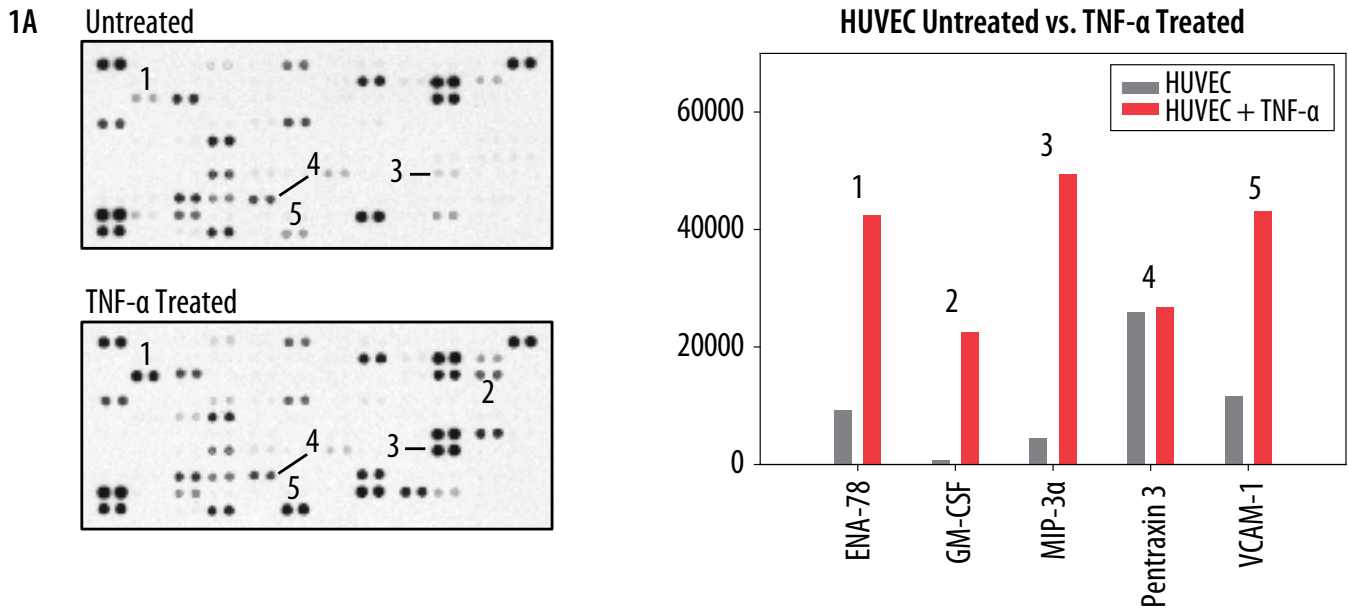 1A
Untreated
1
4
3
5
TNF-α Treated
1
2
4
3
5
HUVEC Untreated vs. TNF-α Treated
HUVEC
HUVEC + TNF-α
60000
40000
20000
0
1
2
3
4
5
ENA-78
GM-CSF
MIP-3α
Pentraxin 3
VCAM-1